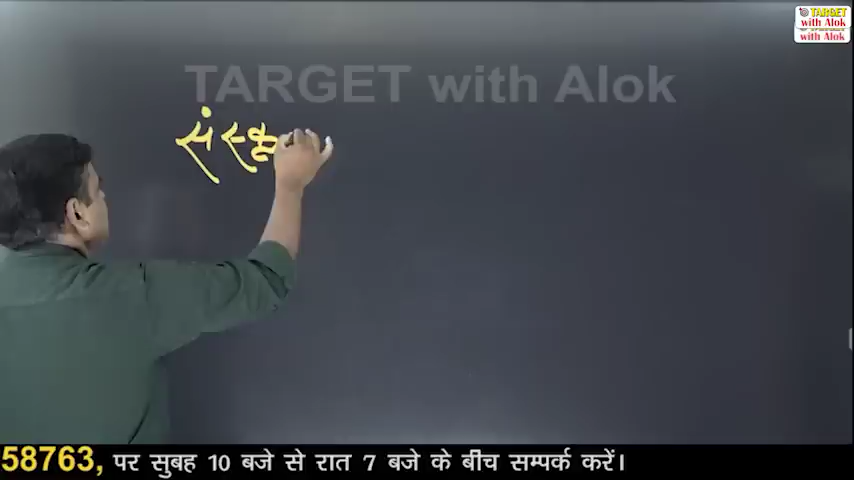 TARGET
with Alok
with Alok
TARGET with Alok
संस्कृ
58763, पर सुबह 10 बजे से रात 7 बजे के बीच सम्पर्क करें।